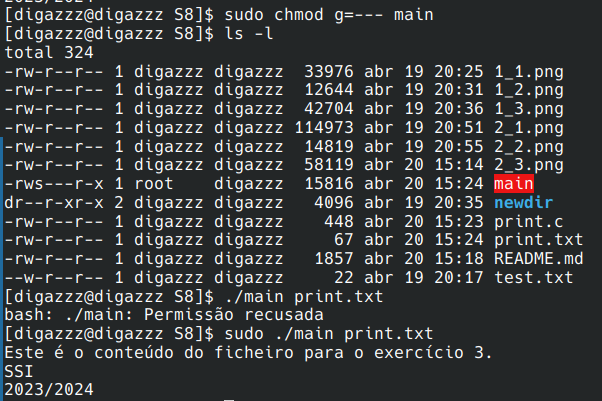 2023/2024
[digazzz@digazzz S8]$ sudo chmod g=--- main
[digazzz@digazzz S8]$ ls -l
total 324
-rw-r--r-- 1 digazzz digazzz  33976 abr 19 20:25 1_1.png
-rw-r--r-- 1 digazzz digazzz  12644 abr 19 20:31 1_2.png
-rw-r--r-- 1 digazzz digazzz  42704 abr 19 20:36 1_3.png
-rw-r--r-- 1 digazzz digazzz 114973 abr 19 20:51 2_1.png
-rw-r--r-- 1 digazzz digazzz  14819 abr 19 20:55 2_2.png
-rw-r--r-- 1 digazzz digazzz  58119 abr 20 15:14 2_3.png
-rws---r-x 1 root    digazzz  15816 abr 20 15:24 main
dr--r-xr-x 2 digazzz digazzz   4096 abr 19 20:35 newdir
-rw-r--r-- 1 digazzz digazzz    448 abr 20 15:23 print.c
-rw-r--r-- 1 digazzz digazzz     67 abr 20 15:24 print.txt
-rw-r--r-- 1 digazzz digazzz   1857 abr 20 15:18 README.md
--w-r--r-- 1 digazzz digazzz     22 abr 19 20:17 test.txt
[digazzz@digazzz S8]$ ./main print.txt
bash: ./main: Permissão recusada
[digazzz@digazzz S8]$ sudo ./main print.txt
Este é o conteúdo do ficheiro para o exercício 3.
SSI
2023/2024